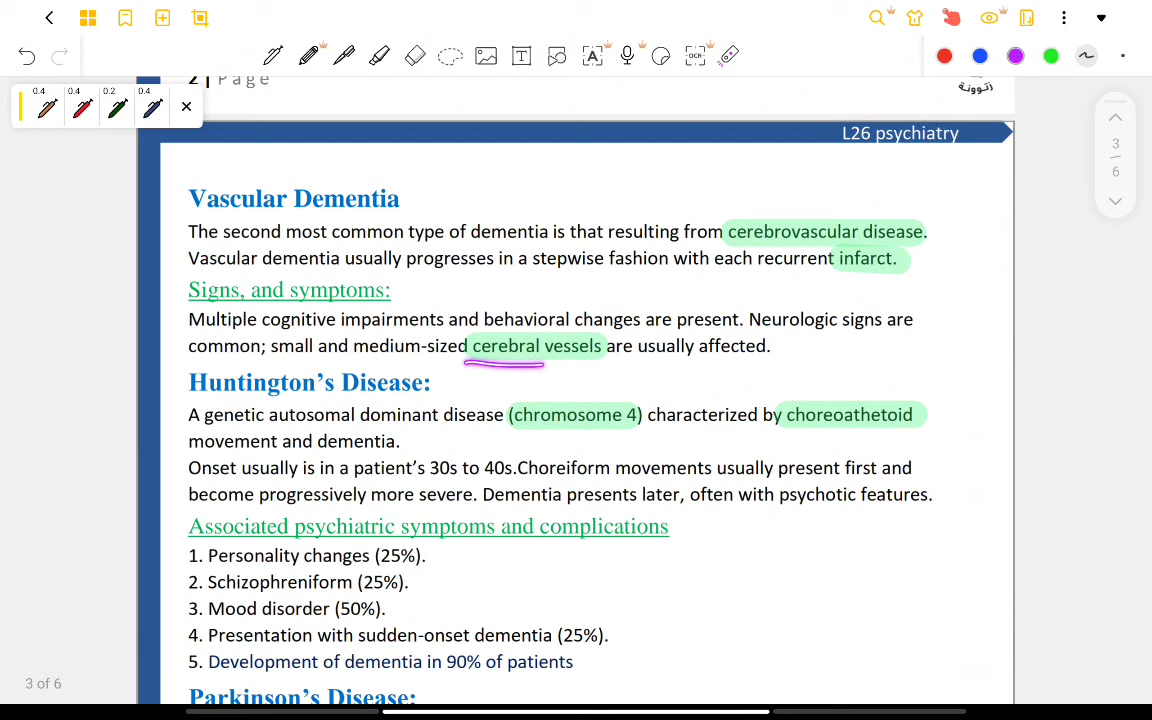 2 | Page
زتوونة
0.4 0.4 0.2 0.4
A
OCR
L26 psychiatry
3
6
Vascular Dementia
The second most common type of dementia is that resulting from cerebrovascular disease.
Vascular dementia usually progresses in a stepwise fashion with each recurrent infarct.
Signs, and symptoms:
Multiple cognitive impairments and behavioral changes are present. Neurologic signs are
common; small and medium-sized cerebral vessels are usually affected.
Huntington's Disease:
A genetic autosomal dominant disease (chromosome 4) characterized by choreoathetoid
movement and dementia.
Onset usually is in a patient's 30s to 40s.Choreiform movements usually present first and
become progressively more severe. Dementia presents later, often with psychotic features.
Associated psychiatric symptoms and complications
1. Personality changes (25%).
2. Schizophreniform (25%).
3. Mood disorder (50%).
4. Presentation with sudden-onset dementia (25%).
5. Development of dementia in 90% of patients
3 of 6
Parkinson's Disease: